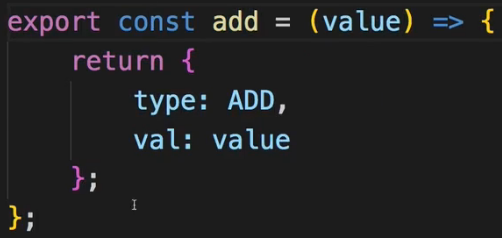 export const add = (value) => {
    return {
        type: ADD,
        val: value
    };
};